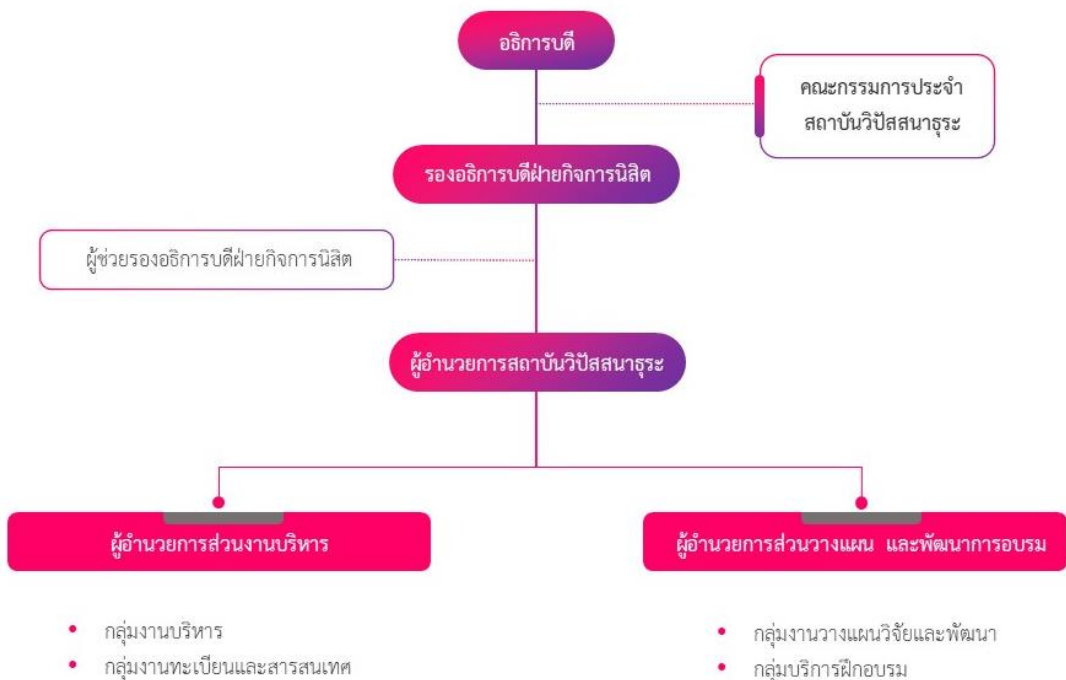 อธิการบดี
คณะกรรมการประจำ
สถาบันวิปัสสนาธุระ
รองอธิการบดีฝ่ายกิจการนิสิต
ผู้ช่วยรองอธิการบดีฝ่ายกิจการนิสิต
ผู้อำนวยการสถาบันวิปัสสนาธุระ
ผู้อำนวยการส่วนงานบริหาร
ผู้อำนวยการส่วนวางแผน และพัฒนาการอบรม
• กลุ่มงานบริหาร
• กลุ่มงานทะเบียนและสารสนเทศ
• กลุ่มงานวางแผนวิจัยและพัฒนา
• กลุ่มบริการฝึกอบรม